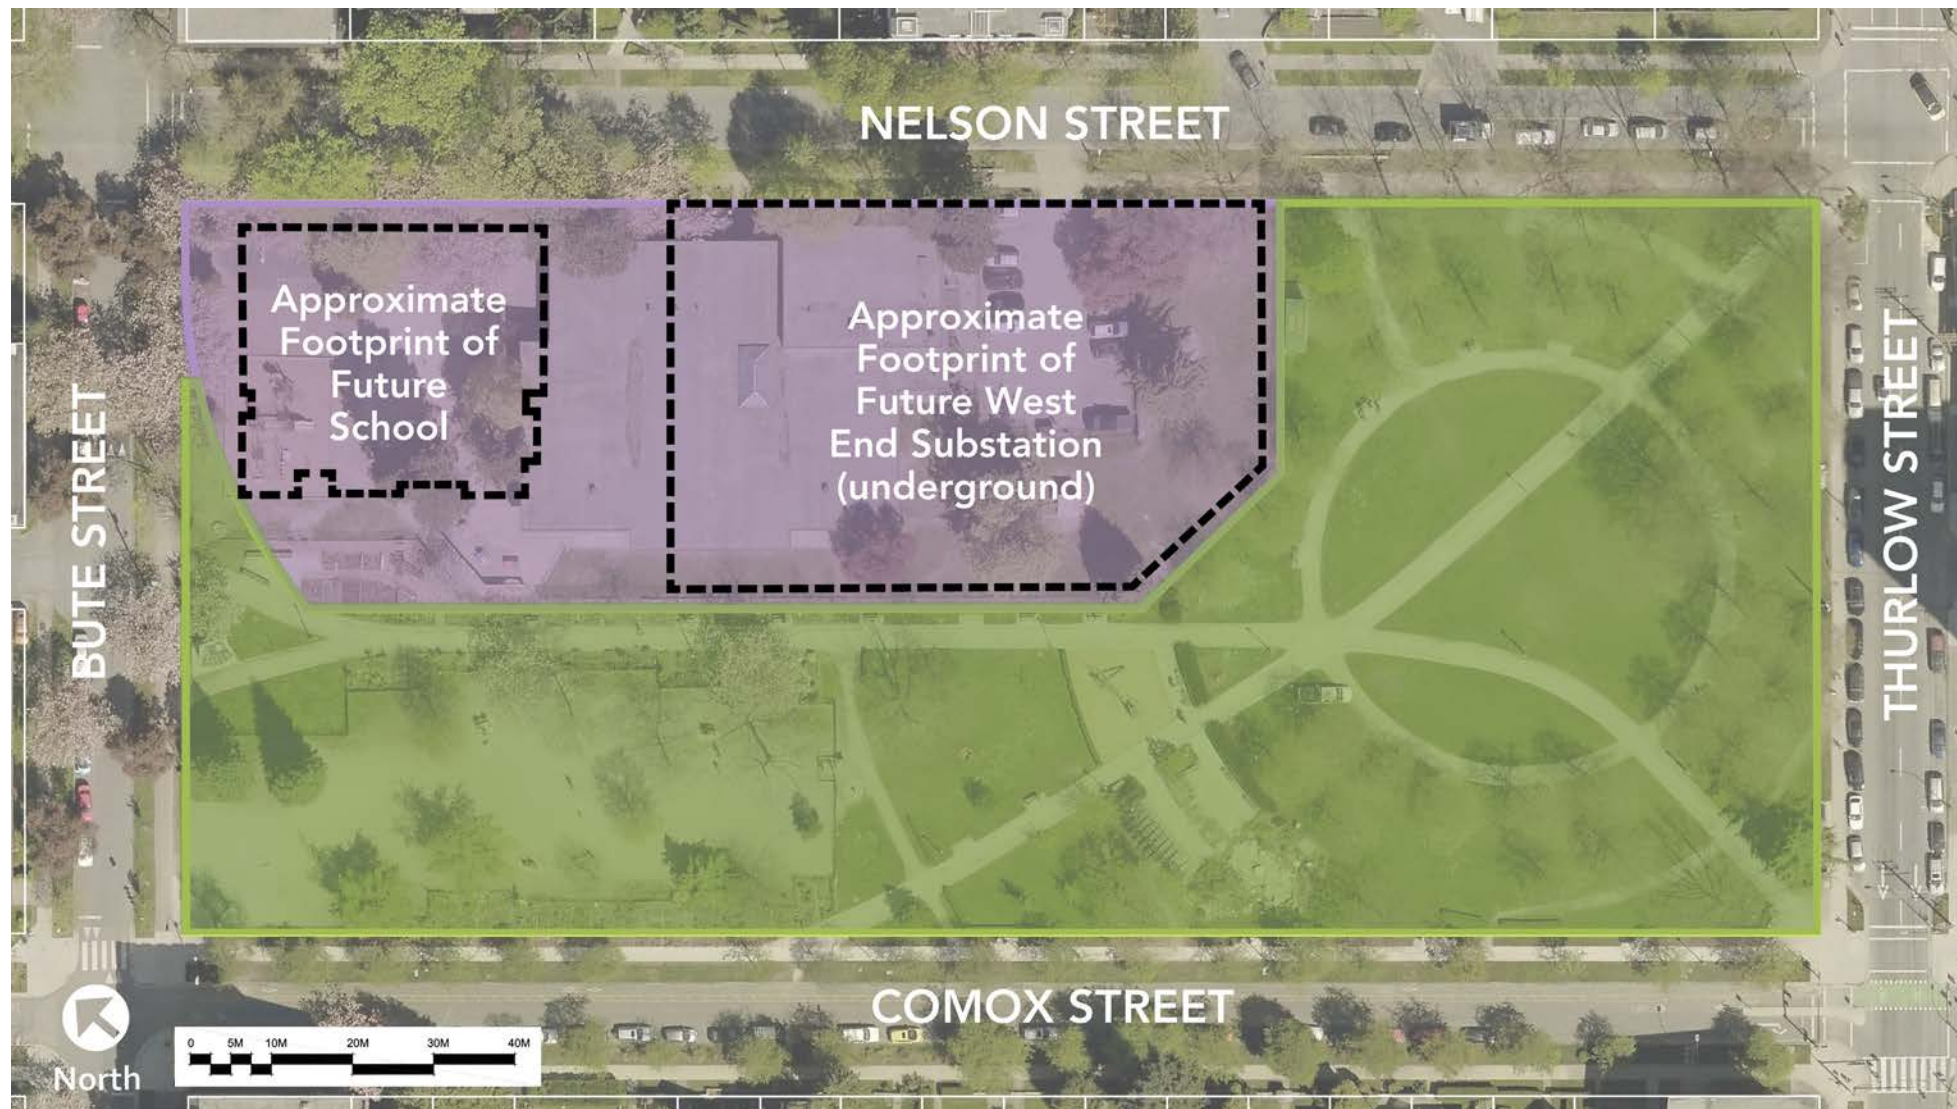 NELSON STREET
Approximate
Footprint of
Future
School
Approximate
Footprint of
Future West
End Substation
(underground)
BUTE STREET
THURLOW STREET
COMOX STREET
North
0 5M 10M 20M 30M 40M